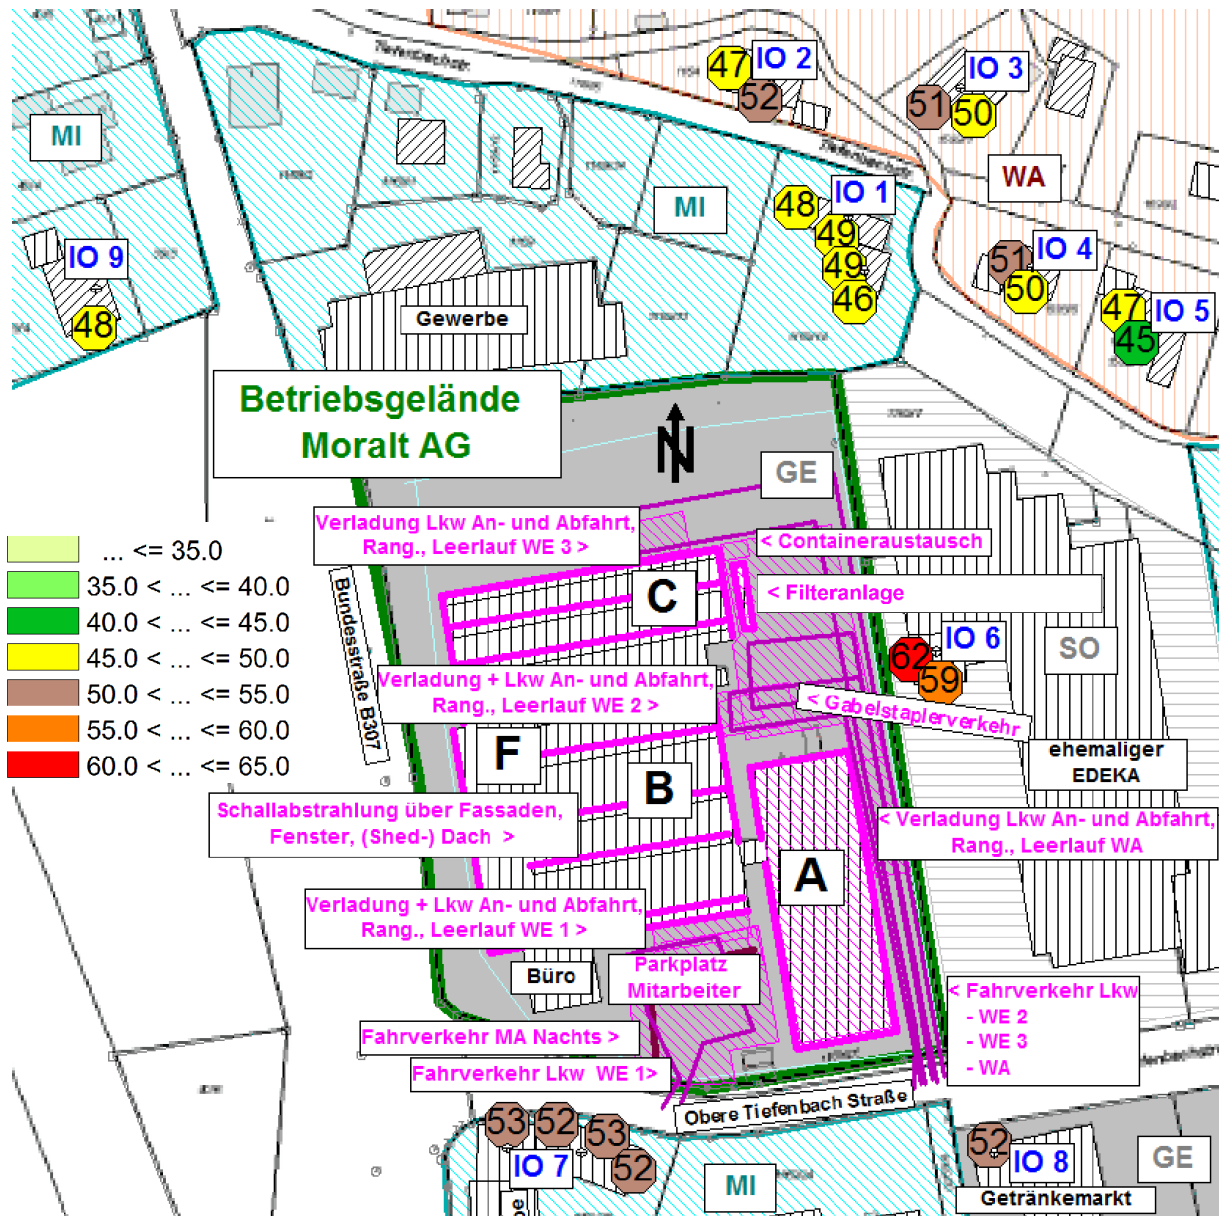 Tiefenbachstr.
47
IO 2
52
IO 3
51
50
MI
WA
Tiefenbachstr.
MI
48
IO 1
49
49
46
IO 9
48
51
IO 4
50
47
IO 5
45
Gewerbe
Betriebsgelände
Moralt AG
N
GE
Verladung Lkw An- und Abfahrt,
Rang., Leerlauf WE 3 >
< Containeraustausch
... <= 35.0
35.0 < ... <= 40.0
40.0 < ... <= 45.0
45.0 < ... <= 50.0
50.0 < ... <= 55.0
55.0 < ... <= 60.0
60.0 < ... <= 65.0
Bundesstraße B307
C
< Filteranlage
62
IO 6
59
SO
Verladung + Lkw An- und Abfahrt,
Rang., Leerlauf WE 2 >
< Gabelstaplerverkehr
F
B
ehemaliger
EDEKA
Schallabstrahlung über Fassaden,
Fenster, (Shed-) Dach >
< Verladung Lkw An- und Abfahrt,
Rang., Leerlauf WA
A
Verladung + Lkw An- und Abfahrt,
Rang., Leerlauf WE 1 >
Büro
Parkplatz
Mitarbeiter
< Fahrverkehr Lkw
- WE 2
- WE 3
- WA
Fahrverkehr MA Nachts >
Fahrverkehr Lkw WE 1>
Obere Tiefenbach Straße
53
52
53
52
IO 7
MI
52
IO 8
GE
Getränkemarkt